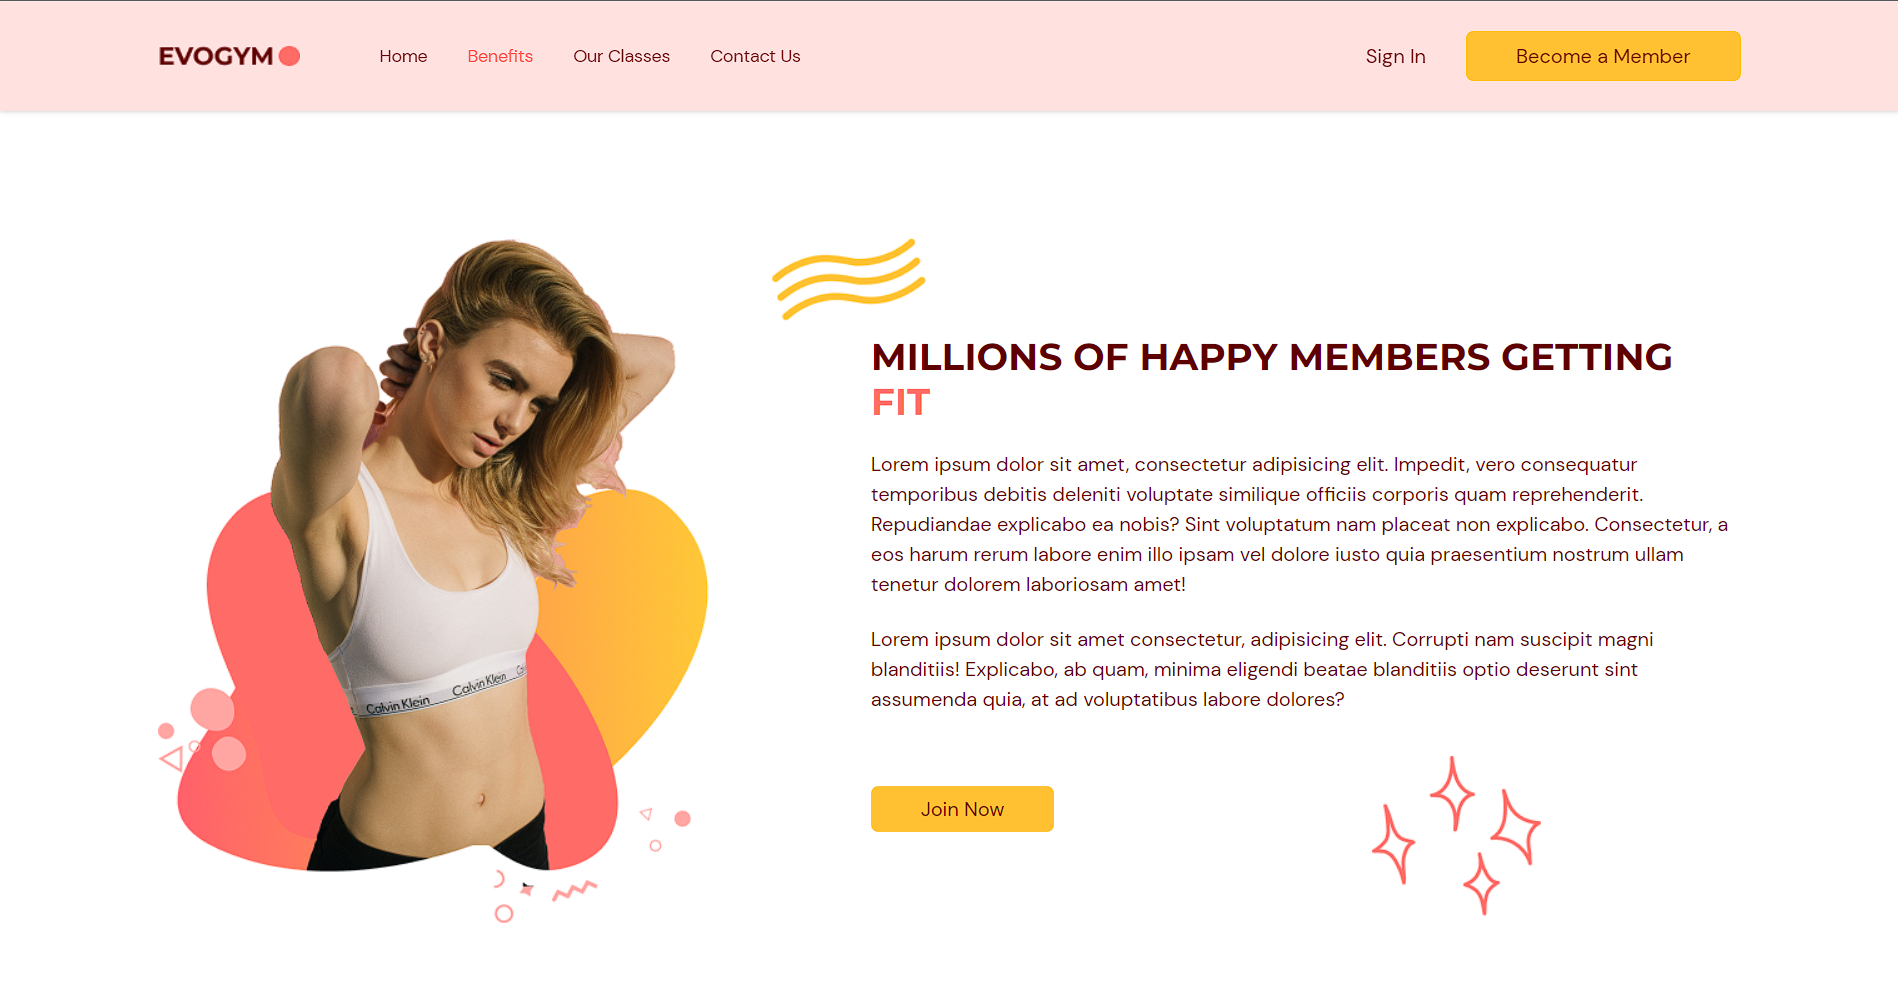 EVOGYM
Home
Benefits
Our Classes
Contact Us
Sign In
Become a Member
MILLIONS OF HAPPY MEMBERS GETTING
FIT
Lorem ipsum dolor sit amet, consectetur adipisicing elit. Impedit, vero consequatur
temporibus debitis deleniti voluptate similique officiis corporis quam reprehenderit.
Repudiandae explicabo ea nobis? Sint voluptatum nam placeat non explicabo. Consectetur, a
eos harum rerum labore enim illo ipsam vel dolore iusto quia praesentium nostrum ullam
tenetur dolorem laboriosam amet!
Lorem ipsum dolor sit amet consectetur, adipisicing elit. Corrupti nam suscipit magni
blanditiis! Explicabo, ab quam, minima eligendi beatae blanditiis optio deserunt sint
assumenda quia, at ad voluptatibus labore dolores?
Join Now
Calvin Klein Calvin Klein